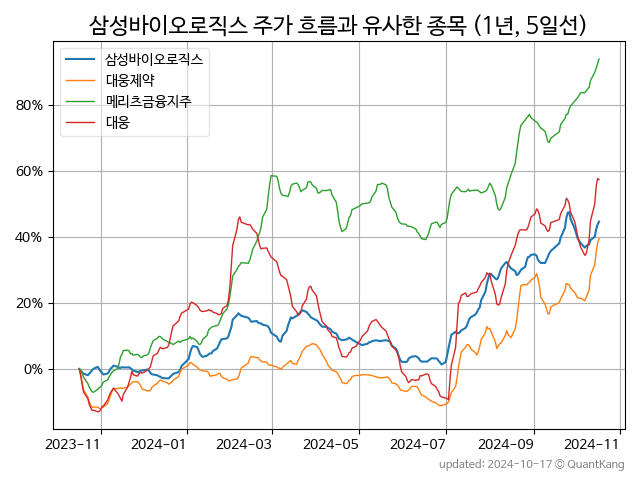 삼성바이오로직스 주가 흐름과 유사한 종목 (1년, 5일선)
삼성바이오로직스
대웅제약
메리츠금융지주
대웅
80%
60%
40%
20%
0%
2023-11 2024-01 2024-03 2024-05 2024-07 2024-09 2024-11
updated: 2024-10-17 © QuantKang